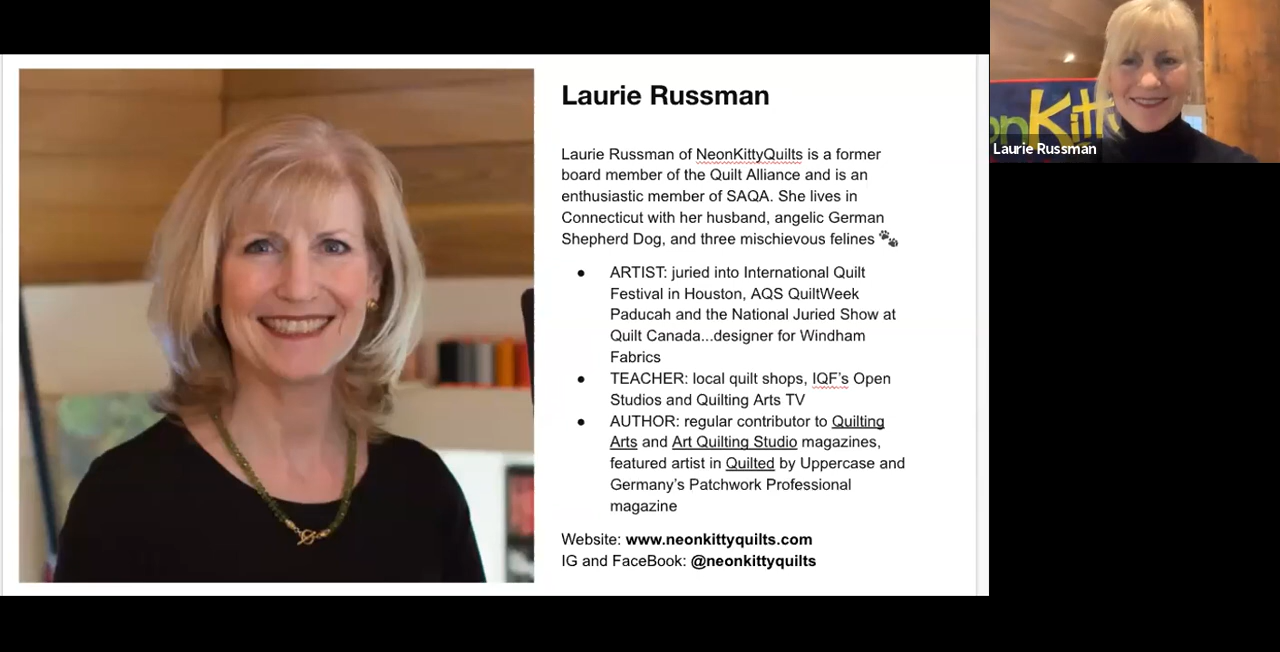 Laurie Russman
Laurie Russman of NeonKittyQuilts is a former
board member of the Quilt Alliance and is an
enthusiastic member of SAQA. She lives in
Connecticut with her husband, angelic German
Shepherd Dog, and three mischievous felines 🐾
● ARTIST: juried into International Quilt
Festival in Houston, AQS QuiltWeek
Paducah and the National Juried Show at
Quilt Canada...designer for Windham
Fabrics
● TEACHER: local quilt shops, IQF's Open
Studios and Quilting Arts TV
● AUTHOR: regular contributor to Quilting
Arts and Art Quilting Studio magazines,
featured artist in Quilted by Uppercase and
Germany's Patchwork Professional
magazine
Website: www.neonkittyquilts.com
IG and FaceBook: @neonkittyquilts
onKitt
Laurie Russman